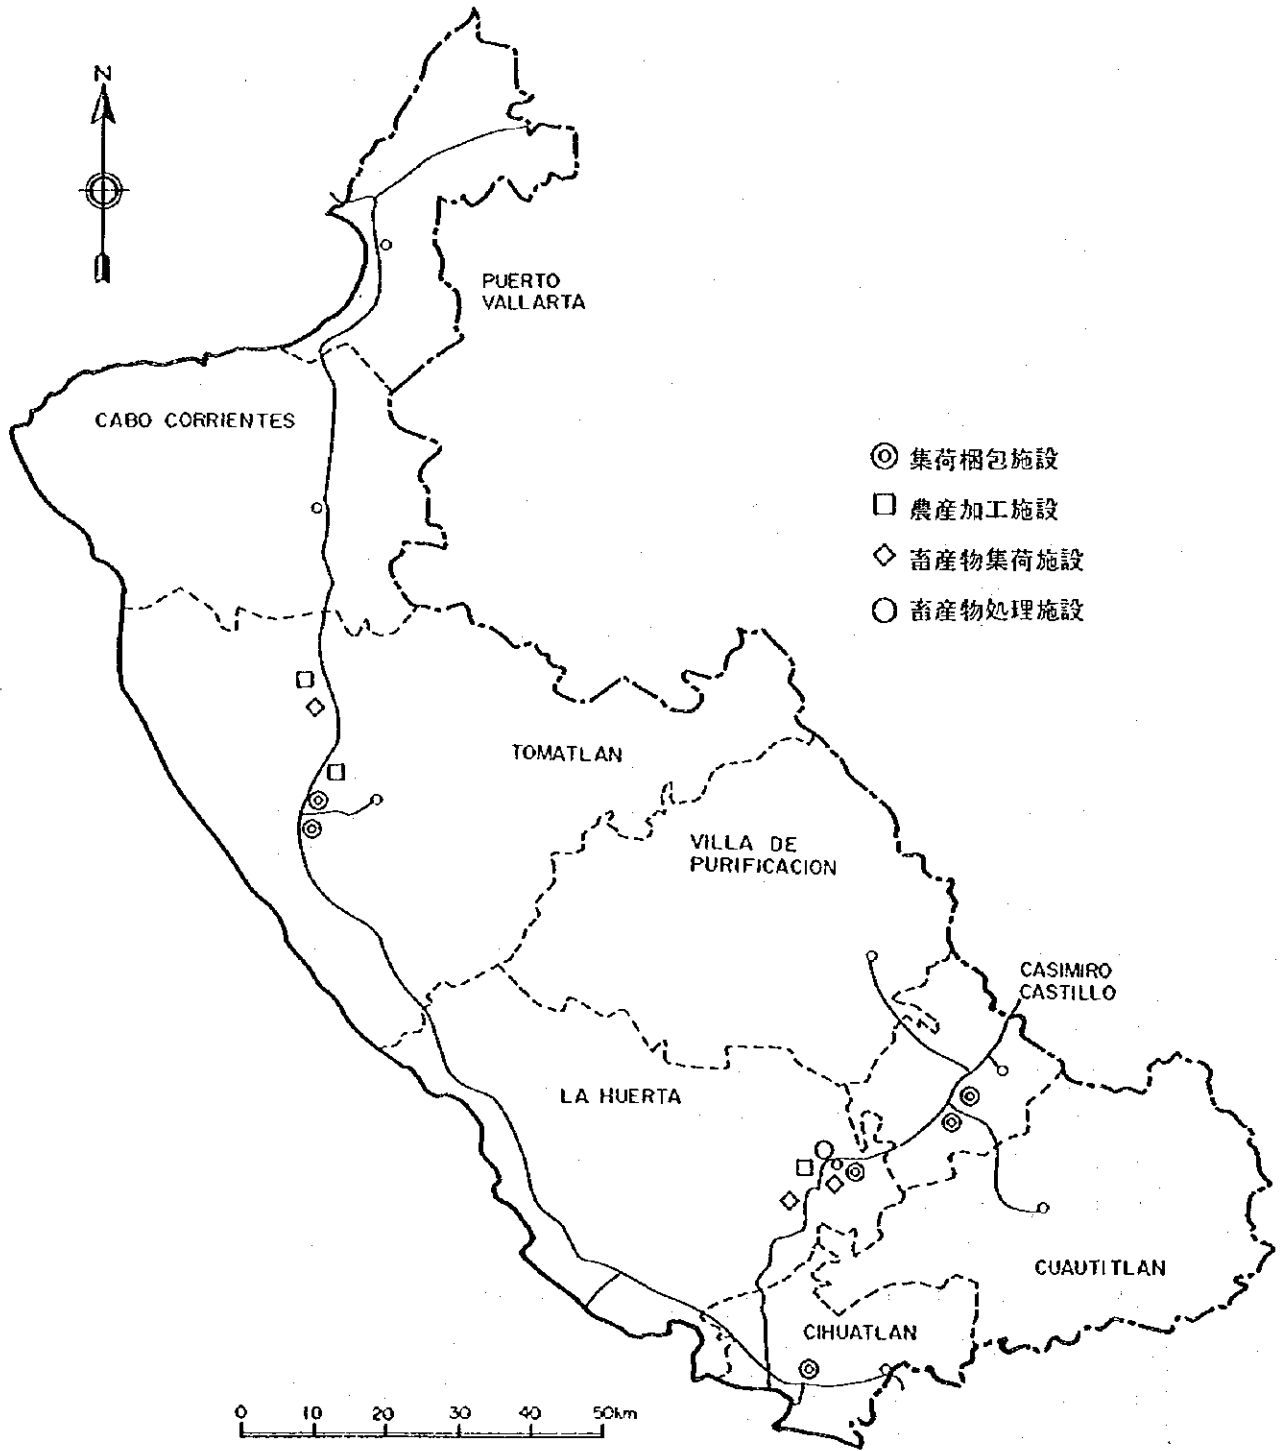 N
PUERTO
VALLARTA
CABO CORRIENTES
集荷梱包施設
農産加工施設
畜産物集荷施設
畜産物処理施設
TOMATLAN
VILLA DE
PURIFICACION
CASIMIRO
CASTILLO
LA HUERTA
CUAUTITLAN
CIHUATLAN
0 10 20 30 40 50km